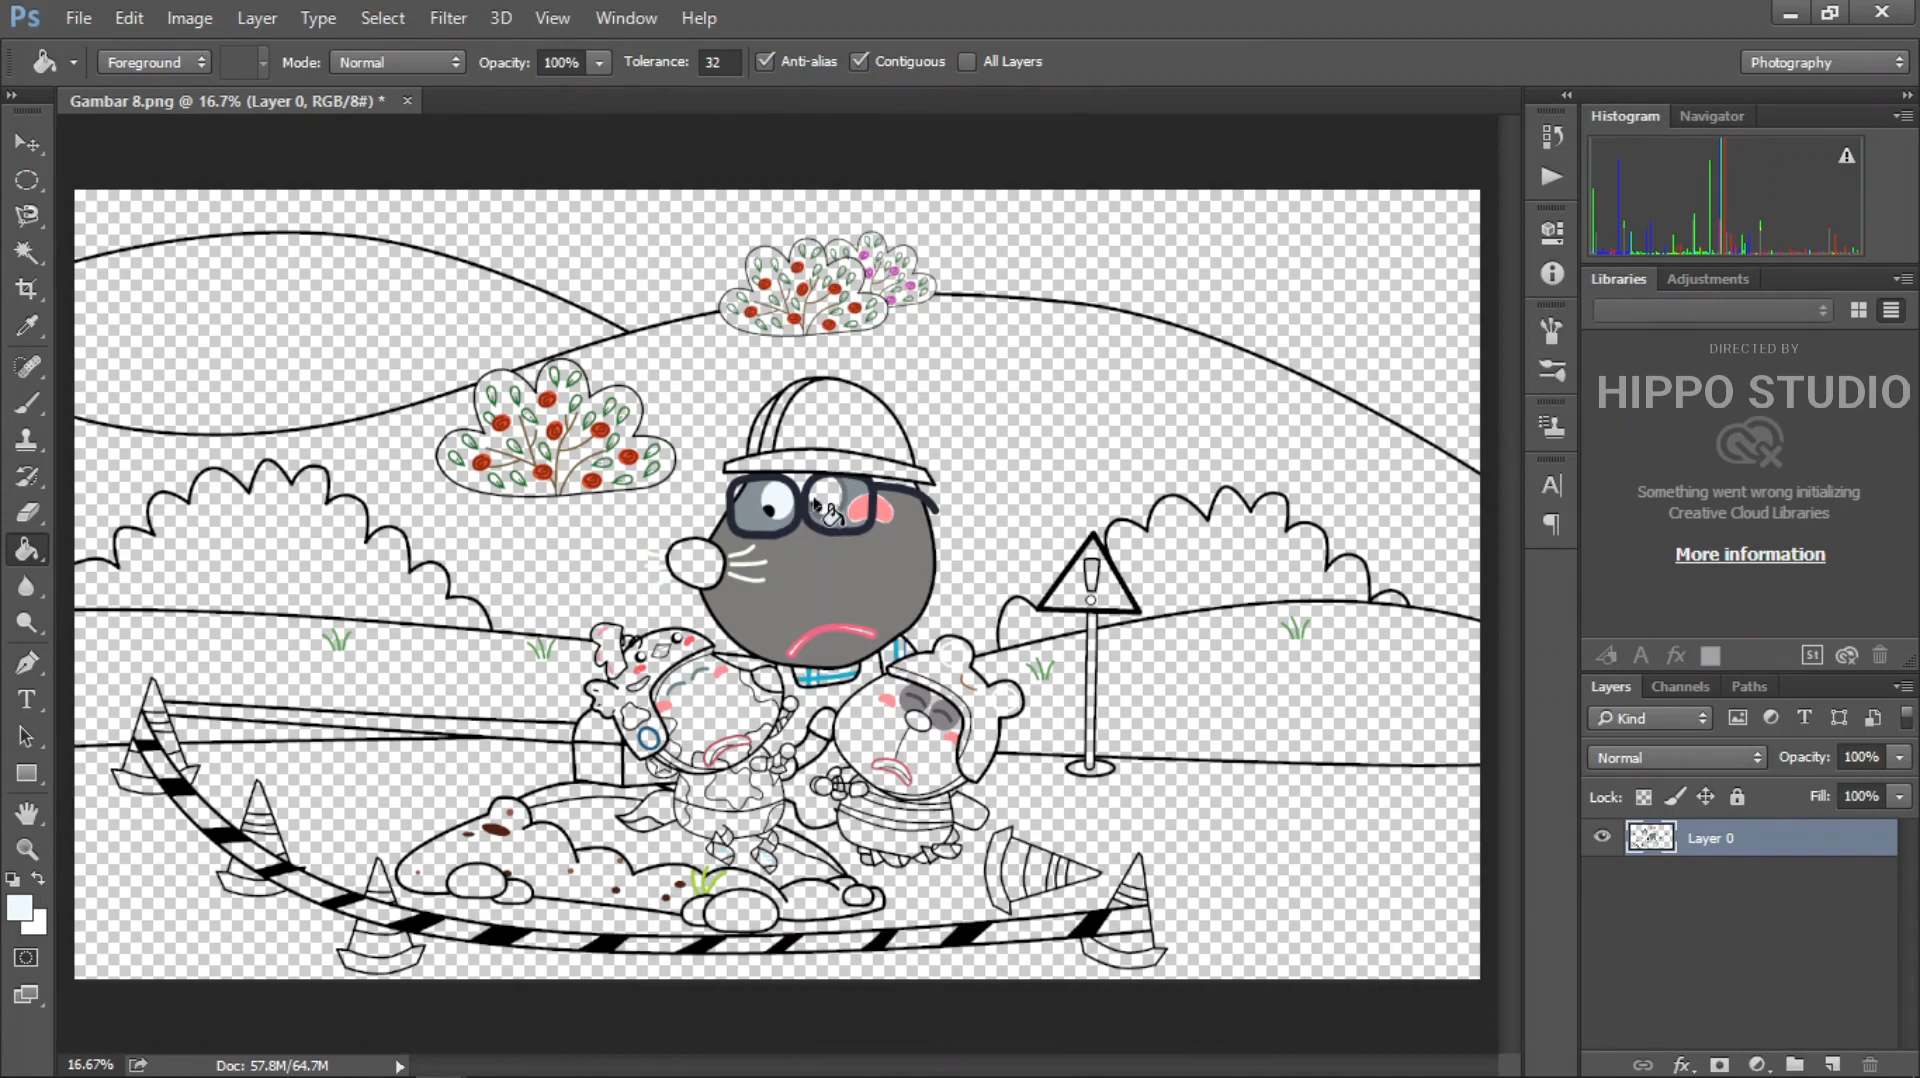 Ps File Edit Image Layer Type Select Filter 3D View Window Help
Foreground Mode: Normal Opacity: 100% Tolerance: 32 Anti-alias Contiguous All Layers Photography
Gambar 8.png @ 16.7% (Layer 0, RGB/8#) * ×
Histogram Navigator
Libraries Adjustments
DIRECTED BY
HIPPO STUDIO
Something went wrong initializing
Creative Cloud Libraries
More information
St
Layers Channels Paths
Kind
Normal Opacity: 100%
Lock: Fill: 100%
Layer 0
16.67% Doc: 57.8M/64.7M